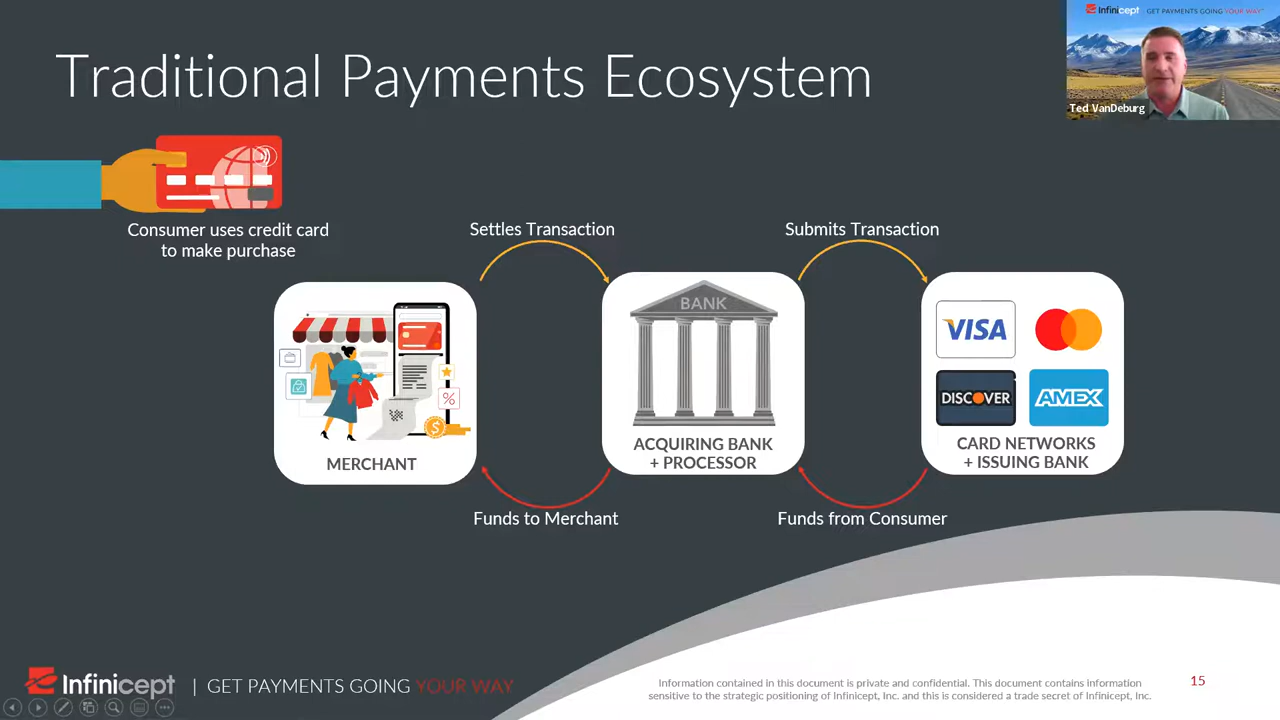 Traditional Payments Ecosystem
Infinicept GET PAYMENTS GOING YOUR WAY
Ted VanDeburg
Consumer uses credit card
to make purchase
Settles Transaction
Submits Transaction
MERCHANT
BANK
ACQUIRING BANK
+ PROCESSOR
VISA
DISCOVER
AMEX
CARD NETWORKS
+ ISSUING BANK
%
$
Funds to Merchant
Funds from Consumer
Infinicept | GET PAYMENTS GOING YOUR WAY
Information contained in this document is private and confidential. This document contains information
sensitive to the strategic positioning of Infinicept, Inc. and this is considered a trade secret of Infinicept, Inc.
15